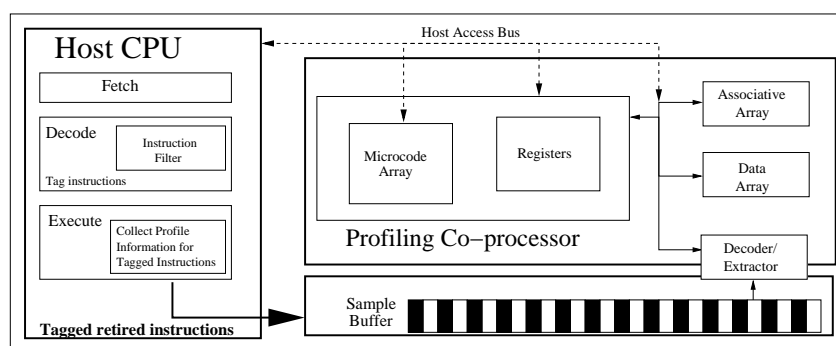 Host CPU
Fetch
Decode
Instruction
Filter
Tag instructions
Execute
Collect Profile
Information for
Tagged Instructions
Tagged retired instructions
Host Access Bus
Microcode
Array
Registers
Profiling Co−processor
Associative
Array
Data
Array
Decoder/
Extractor
Sample
Buffer